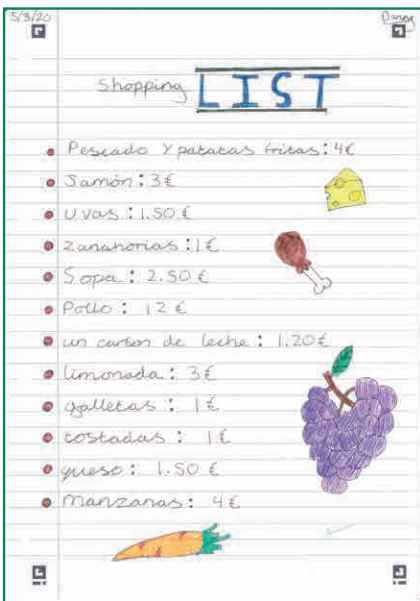 5/3/20
Shopping LIST
Pescado Y patatas fritas: 4€
Jamón: 3€
uvas: 1.50€
zanahorias: 1€
Sopa: 2.50€
Pollo: 12€
un carton de leche: 1.20€
limonada: 3€
galletas: 1€
tostadas: 1€
queso: 1.50€
Manzanas: 4€